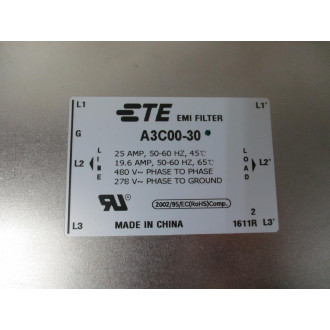 L1 ΞTE EMI FILTER L1'
G A3C00-30
25 AMP, 50-60 HZ, 45℃
L2 LINE 19.6 AMP, 50-60 HZ, 65℃ LOAD L2'
480 V~ PHASE TO PHASE
278 V~ PHASE TO GROUND
RU 2002/95/EC(RoHS)Comp. 2
L3 MADE IN CHINA 1611R L3'